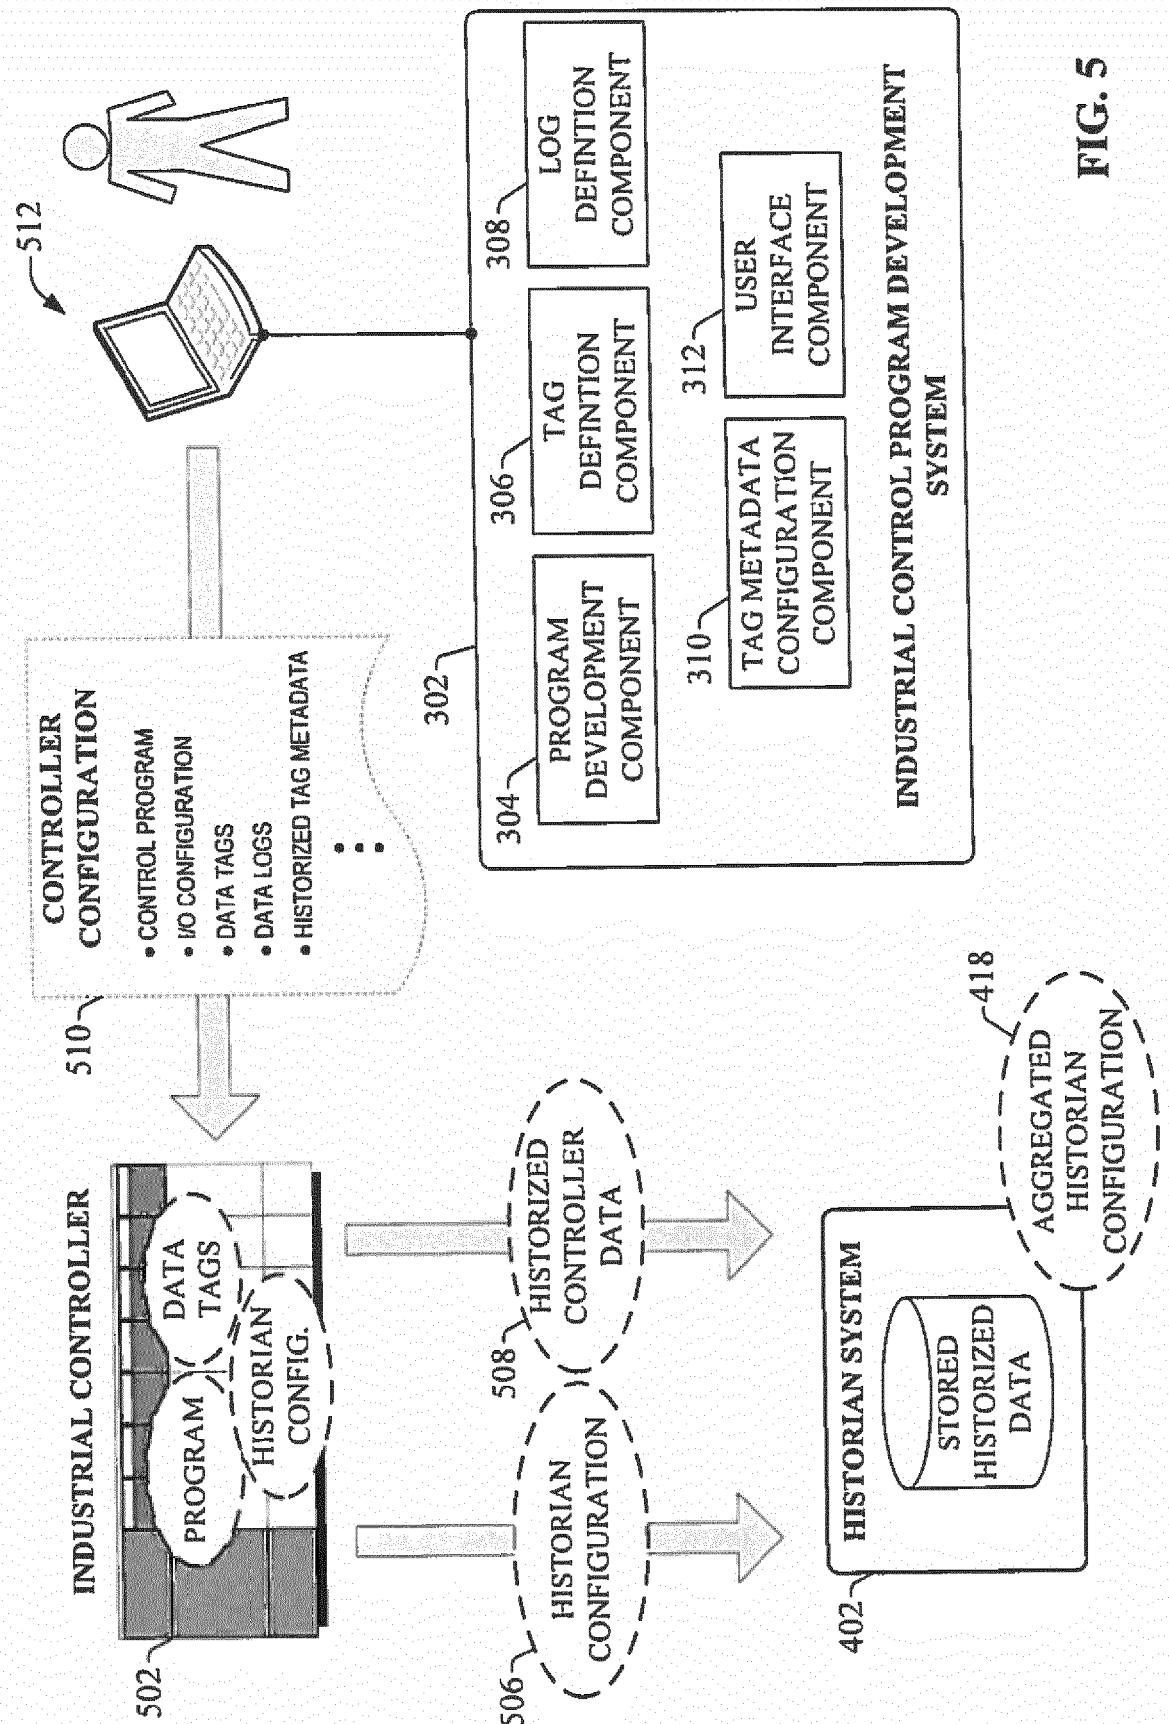 INDUSTRIAL CONTROLLER
502
PROGRAM
DATA
TAGS
HISTORIAN
CONFIG.
510
CONTROLLER
CONFIGURATION
• CONTROL PROGRAM
• I/O CONFIGURATION
• DATA TAGS
• DATA LOGS
• HISTORIZED TAG METADATA
512
506
HISTORIAN
CONFIGURATION
508
HISTORIZED
CONTROLLER
DATA
402
HISTORIAN SYSTEM
STORED
HISTORIZED
DATA
418
AGGREGATED
HISTORIAN
CONFIGURATION
302
304
PROGRAM
DEVELOPMENT
COMPONENT
306
TAG
DEFINTION
COMPONENT
308
LOG
DEFINTION
COMPONENT
310
TAG METADATA
CONFIGURATION
COMPONENT
312
USER
INTERFACE
COMPONENT
INDUSTRIAL CONTROL PROGRAM DEVELOPMENT
SYSTEM
FIG. 5